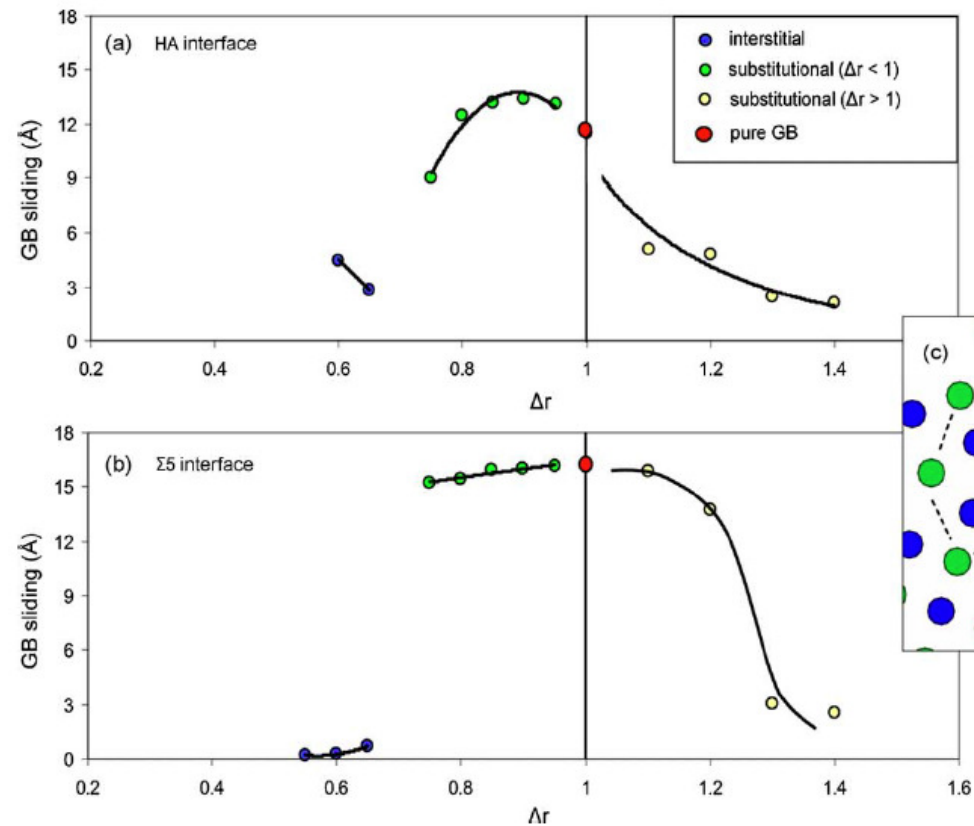 (a) HA interface
interstitial
substitutional (Δr < 1)
substitutional (Δr > 1)
pure GB
GB sliding (Å)
18
15
12
9
6
3
0
0.2 0.4 0.6 0.8 1 1.2 1.4
Δr
(b) Σ5 interface
GB sliding (Å)
18
15
12
9
6
3
0
0.2 0.4 0.6 0.8 1 1.2 1.4 1.6
Δr
(c)